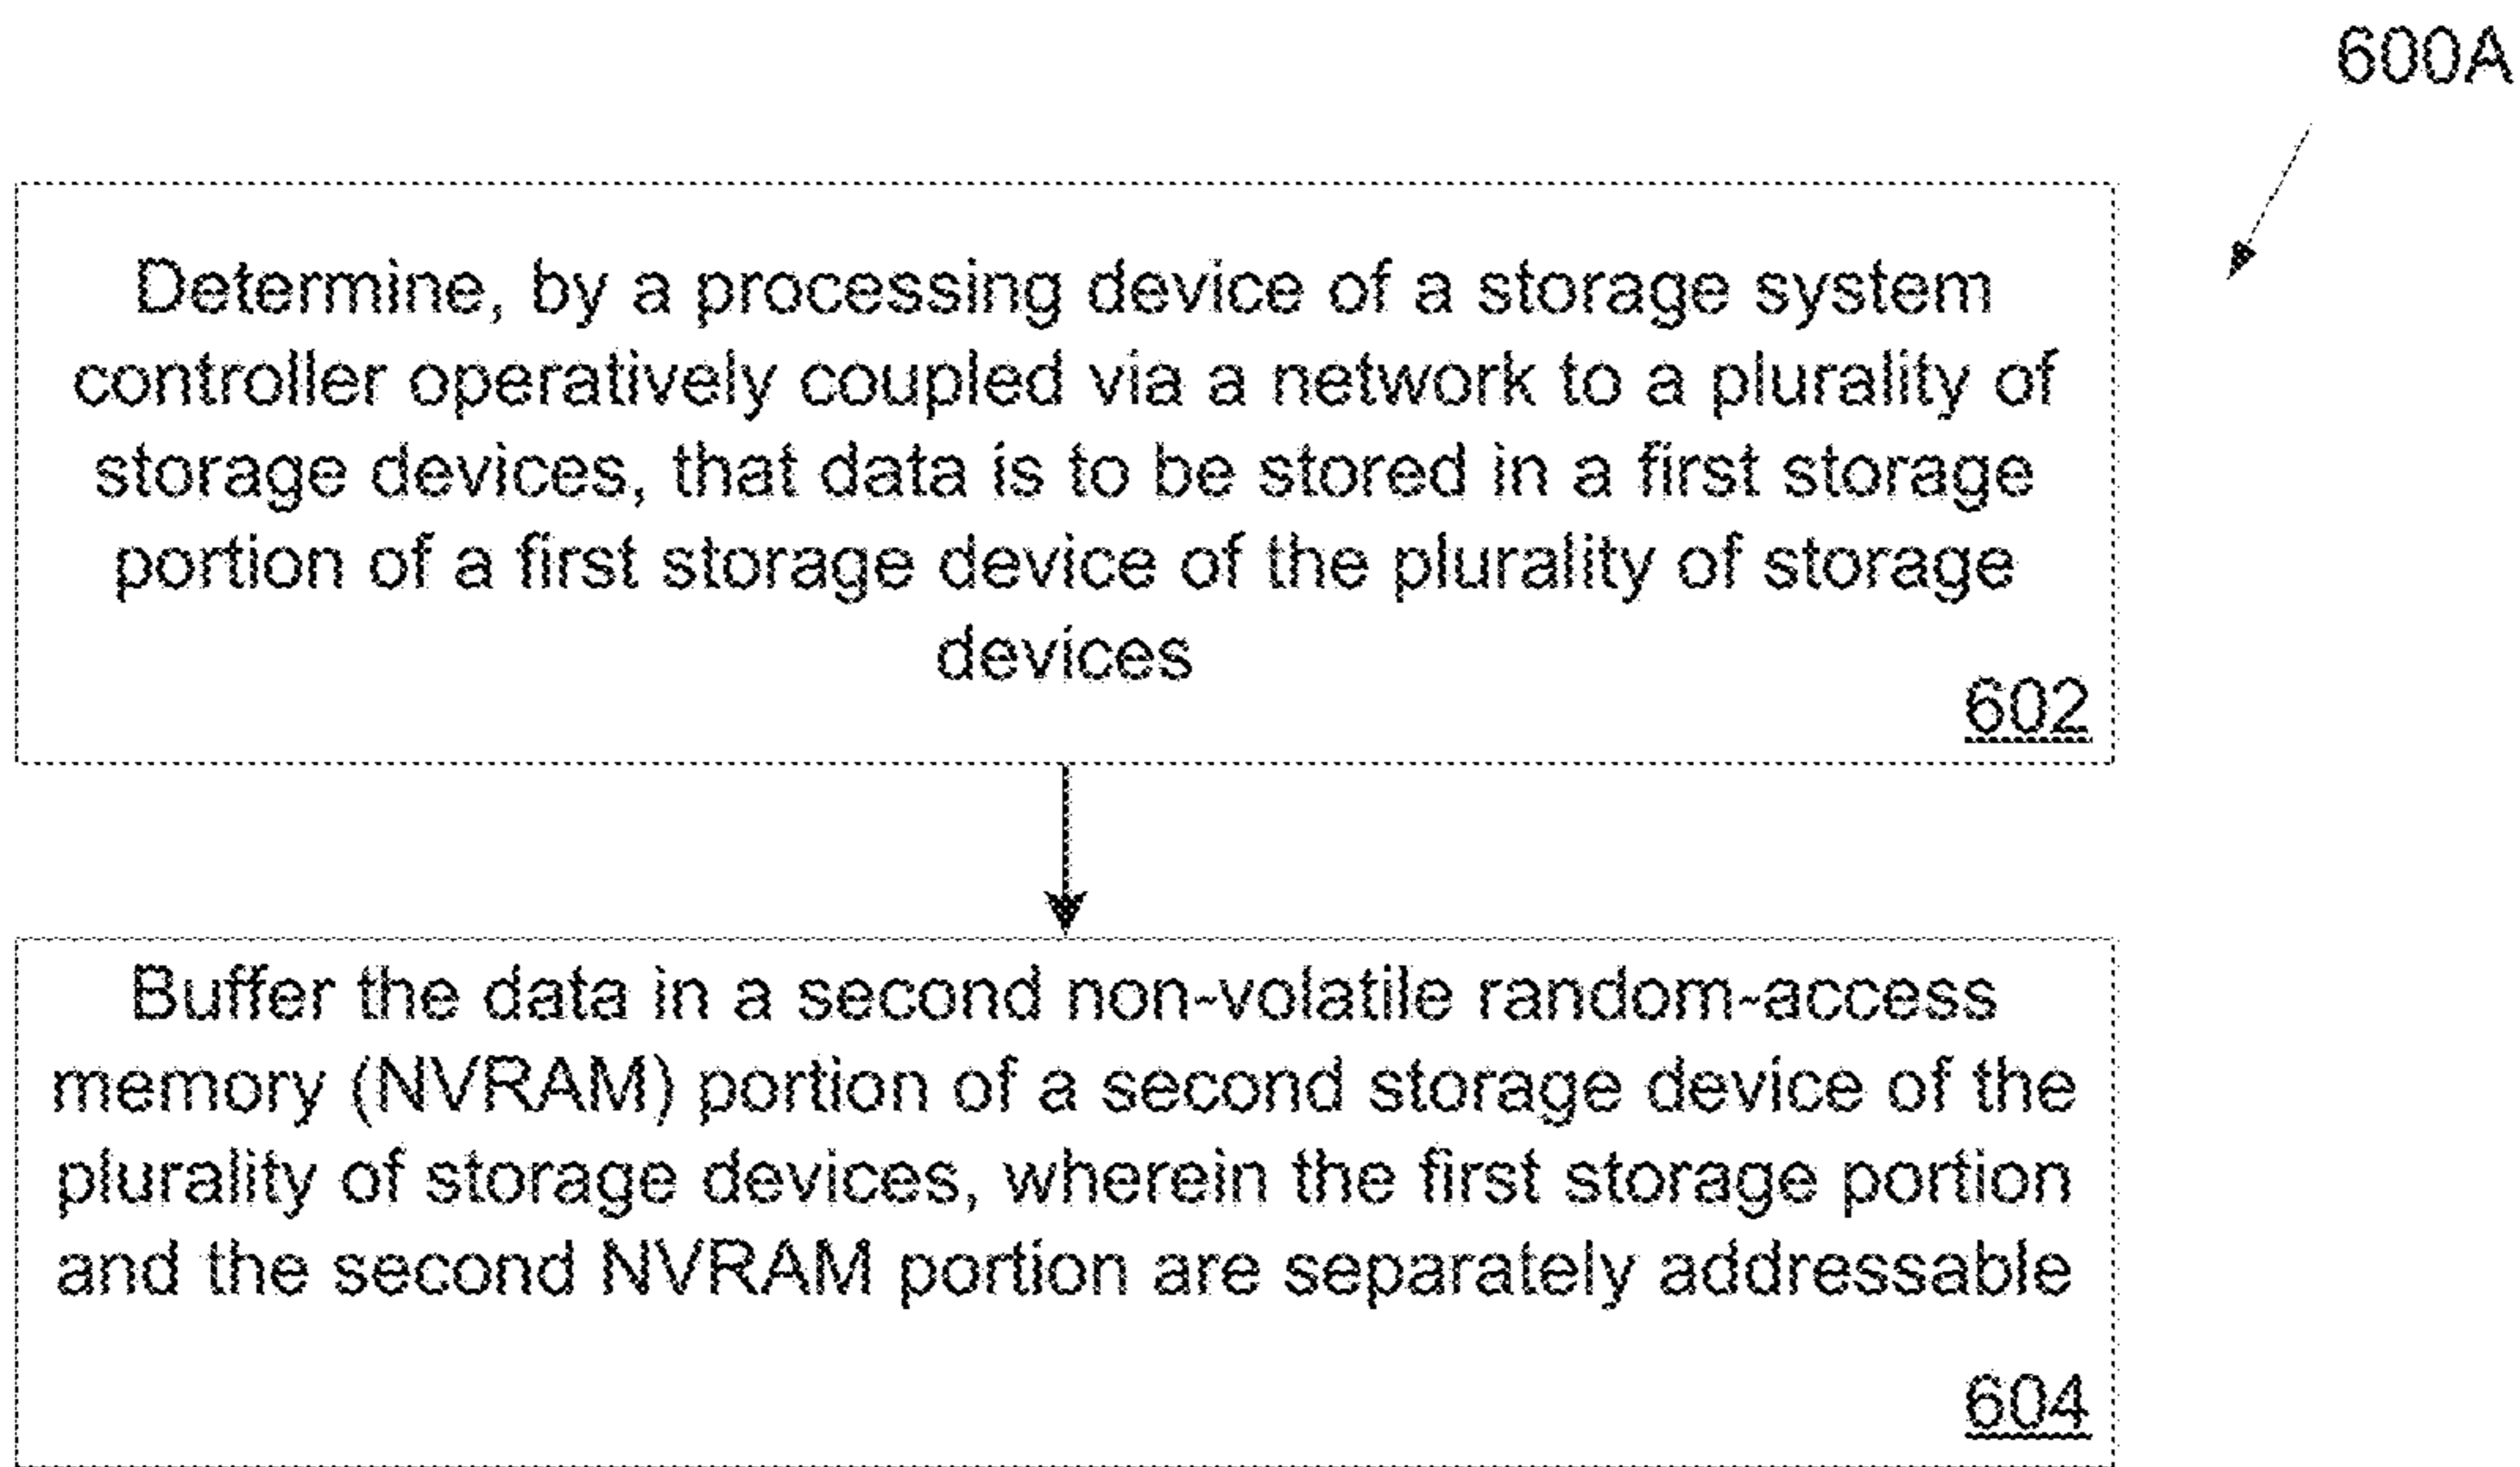 600A
Determine, by a processing device of a storage system
controller operatively coupled via a network to a plurality of
storage devices, that data is to be stored in a first storage
portion of a first storage device of the plurality of storage
devices
602
Buffer the data in a second non-volatile random-access
memory (NVRAM) portion of a second storage device of the
plurality of storage devices, wherein the first storage portion
and the second NVRAM portion are separately addressable
604